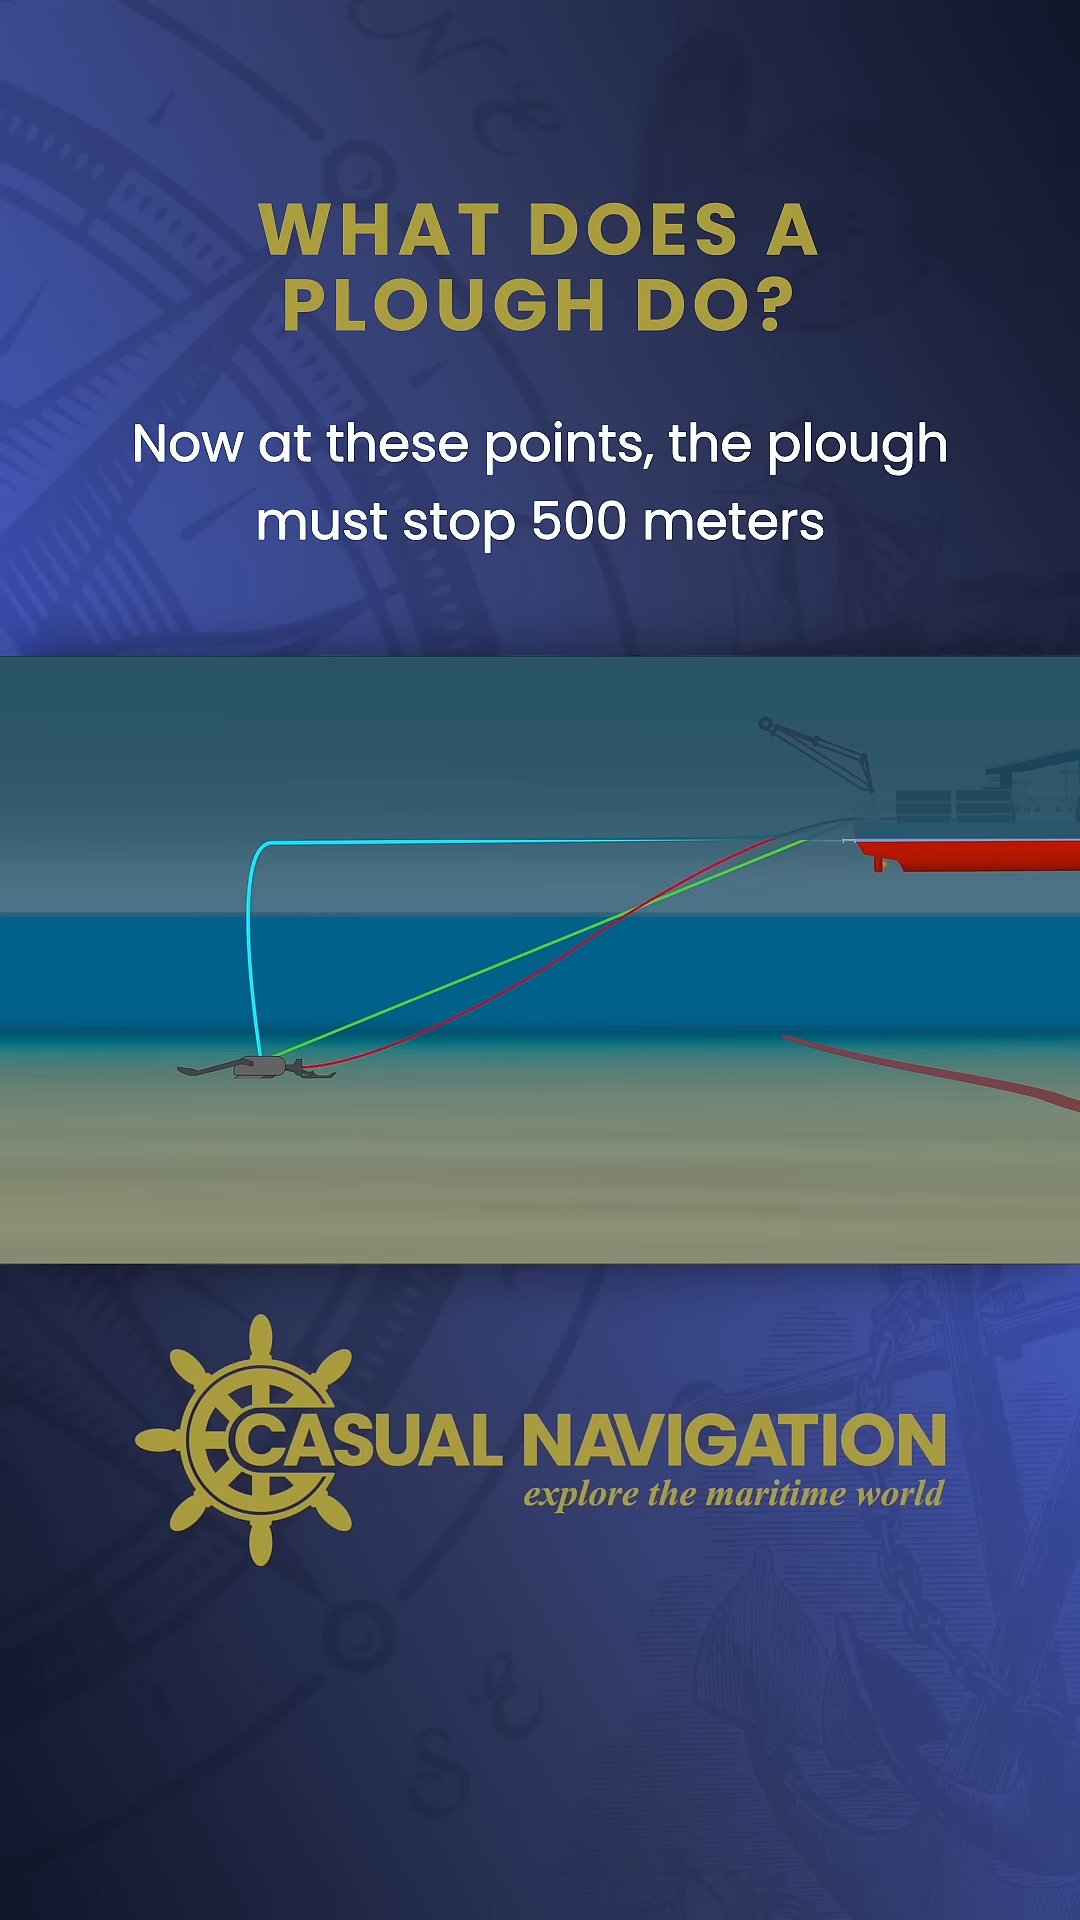 N
E
WHAT DOES A
PLOUGH DO?
Now at these points, the plough
must stop 500 meters
CASUAL NAVIGATION
explore the maritime world
E
S